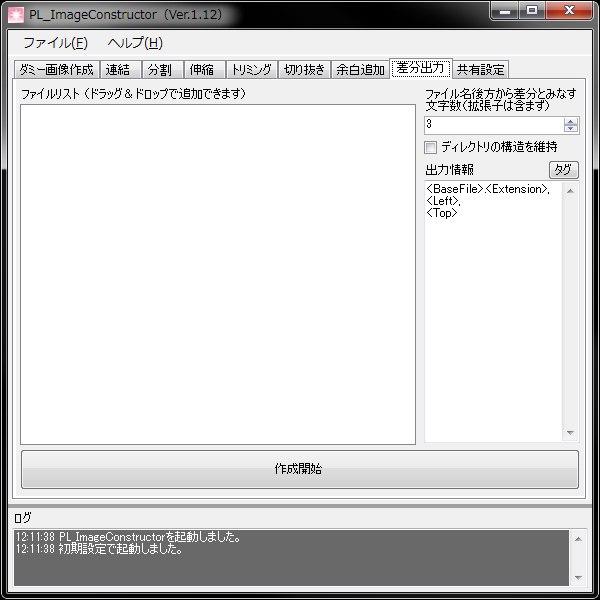 PL_ImageConstructor (Ver.1.12)
ファイル(F) ヘルプ(H)
ダミー画像作成 連結 分割 伸縮 トリミング 切り抜き 余白追加 差分出力 共有設定
ファイルリスト (ドラッグ&ドロップで追加できます)
ファイル名後方から差分とみなす
文字数(拡張子は含まず)
3
ディレクトリの構造を維持
出力情報 タグ
<BaseFile>.<Extension>,
<Left>,
<Top>
作成開始
ログ
12:11:38 PL_ImageConstructorを起動しました。
12:11:38 初期設定で起動しました。